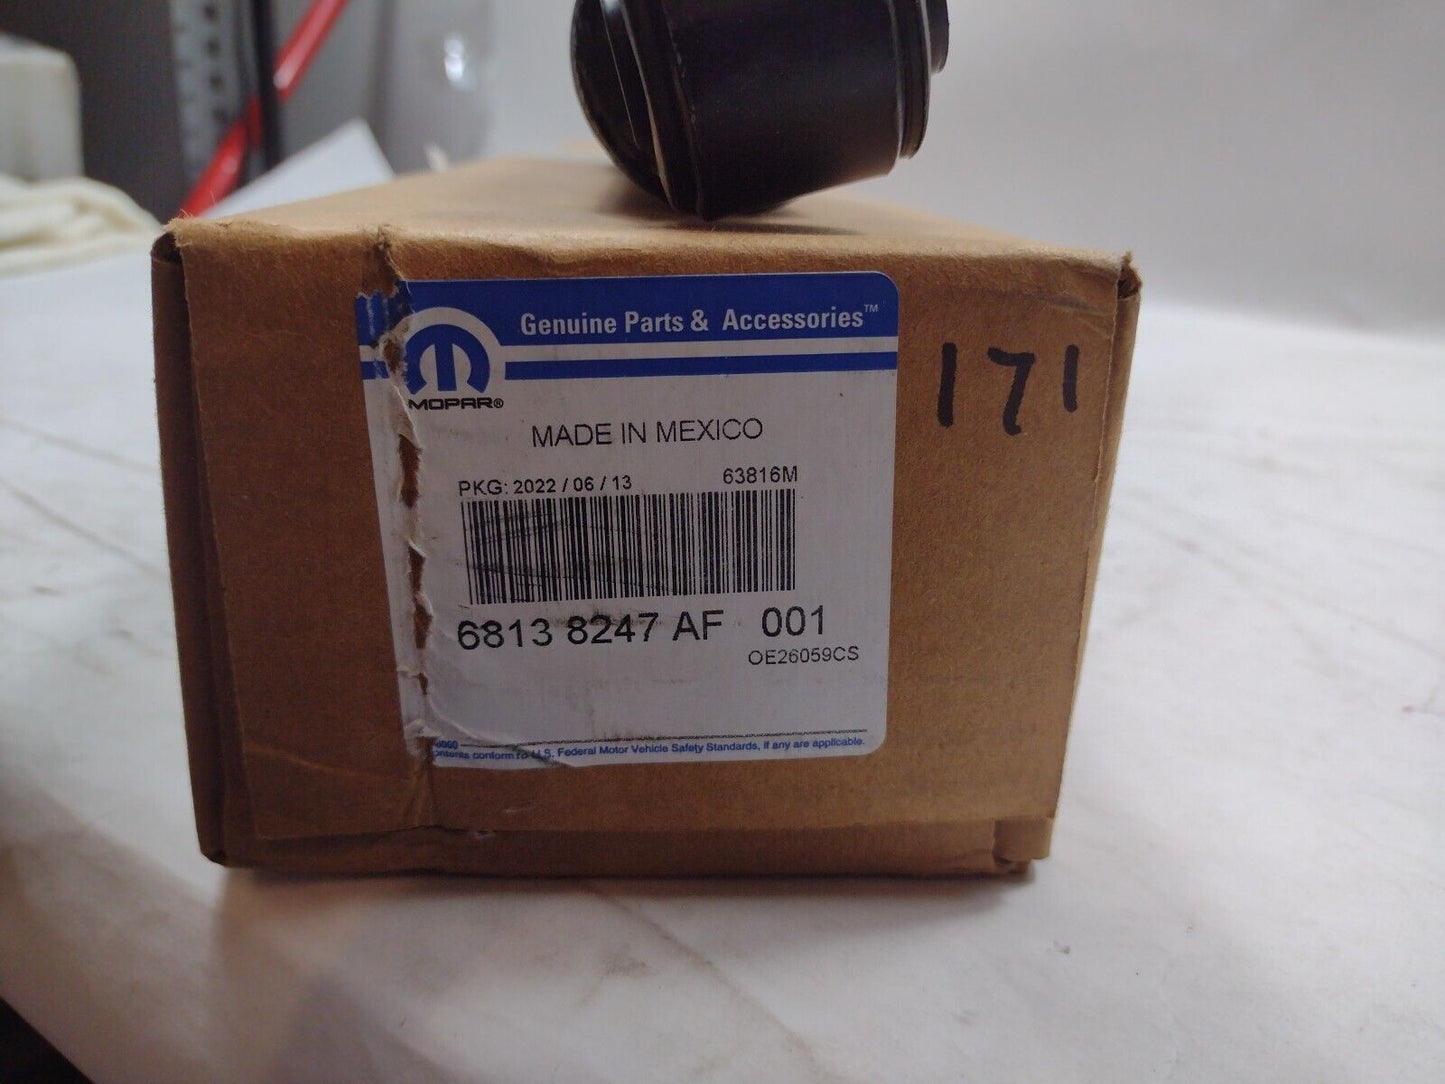 Genuine Parts & Accessories™
MOPAR®
171
MADE IN MEXICO
PKG: 2022 / 06 / 13 63816M
6813 8247 AF 001
OE26059CS
conform to U.S. Federal Motor Vehicle Safety Standards, if any are applicable.